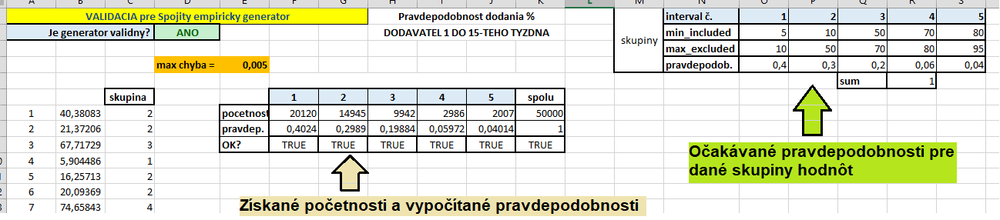 A B C D E F G H I J K L M N O P Q R S
VALIDACIA pre Spojity empiricky generator Pravdepodobnost dodania % skupiny interval č. 1 2 3 4 5
Je generator validny? ANO DODAVATEL 1 DO 15-TEHO TYZDNA min_included 5 10 50 70 80
max_excluded 10 50 70 80 95
max chyba = 0,005 pravdepodob. 0,4 0,3 0,2 0,06 0,04
sum 1
skupina 1 2 3 4 5 spolu
1 40,38083 2 pocetnost 20120 14945 9942 2986 2007 50000
2 21,37206 2 pravdep. 0,4024 0,2989 0,19884 0,05972 0,04014 1
3 67,71729 3 OK? TRUE TRUE TRUE TRUE TRUE TRUE
4 5,904486 1
5 16,25713 2
6 20,09369 2
7 74,65843 4
Očakávané pravdepodobnosti pre
dané skupiny hodnôt
Získané početnosti a vypočítané pravdepodobnosti